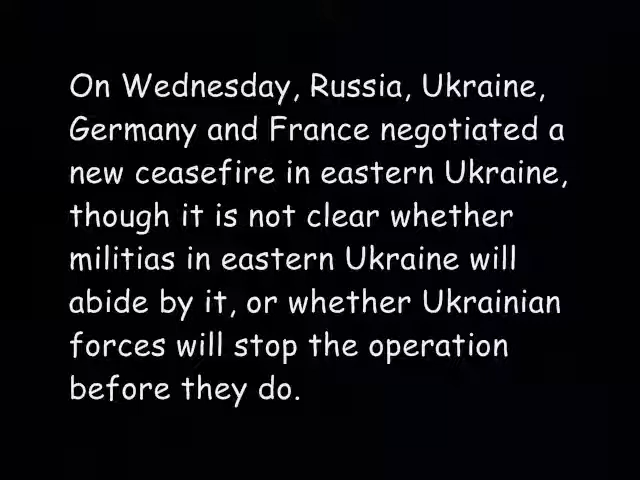 On Wednesday, Russia, Ukraine,
Germany and France negotiated a
new ceasefire in eastern Ukraine,
though it is not clear whether
militias in eastern Ukraine will
abide by it, or whether Ukrainian
forces will stop the operation
before they do.